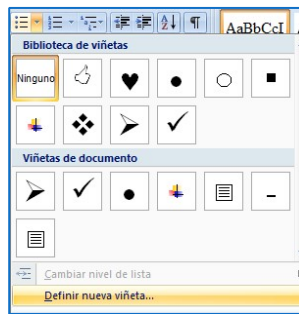 AaBbCcI
Biblioteca de viñetas
Ninguno
Viñetas de documento
Cambiar nivel de lista
Definir nueva viñeta...